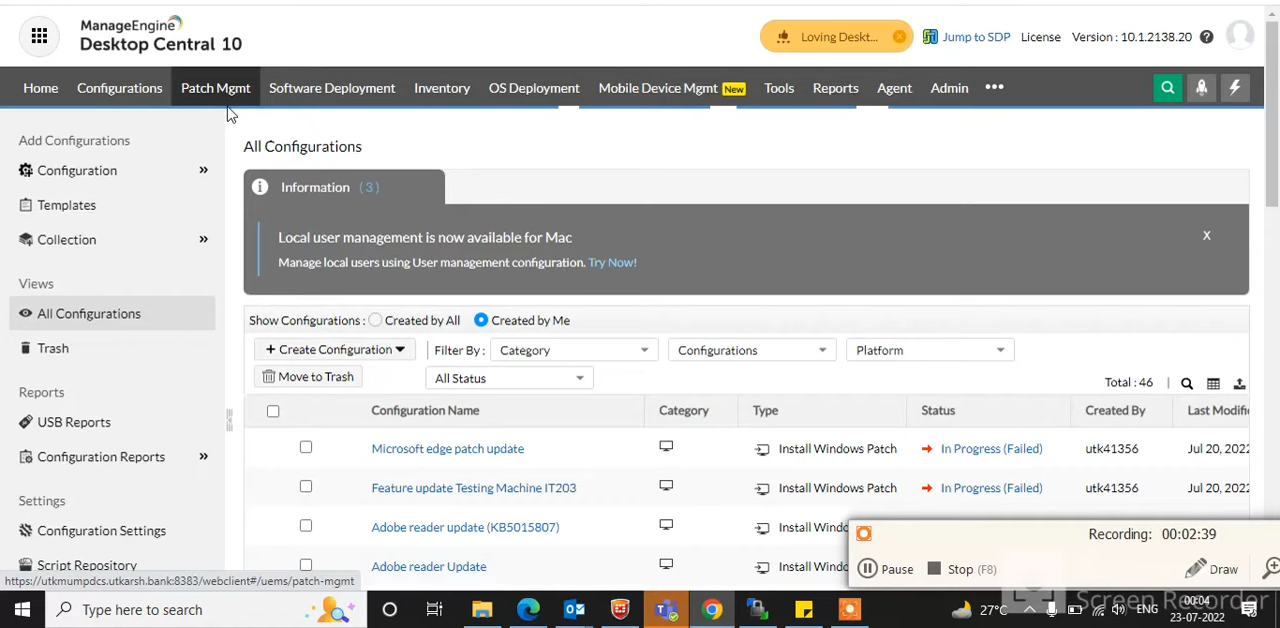 ManageEngine
Desktop Central 10
Loving Deskt...
Jump to SDP
License
Version : 10.1.2138.20
Home
Configurations
Patch Mgmt
Software Deployment
Inventory
OS Deployment
Mobile Device Mgmt
New
Tools
Reports
Agent
Admin
Add Configurations
Configuration
Templates
Collection
Views
All Configurations
Trash
Reports
USB Reports
Configuration Reports
Settings
Configuration Settings
Script Repository
https://utkmumpdcs.utkarsh.bank:8383/webclient#/uems/patch-mgmt
All Configurations
Information ( 3 )
Local user management is now available for Mac
X
Manage local users using User management configuration. Try Now!
Show Configurations : Created by All Created by Me
+ Create Configuration
Filter By : Category Configurations Platform
Move to Trash
All Status
Total : 46
Configuration Name Category Type Status Created By Last Modifi
Microsoft edge patch update Install Windows Patch In Progress (Failed) utk41356 Jul 20, 2022
Feature update Testing Machine IT203 Install Windows Patch In Progress (Failed) utk41356 Jul 20, 2022
Adobe reader update (KB5015807) Install Windo
Adobe reader Update Install Windo
Recording: 00:02:39
Pause Stop (F8) Draw
Screen Recorder
Type here to search
27°C
ENG
00:04
23-07-2022